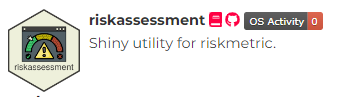 riskassessment OS Activity 0
Shiny utility for riskmetric.
riskassessment